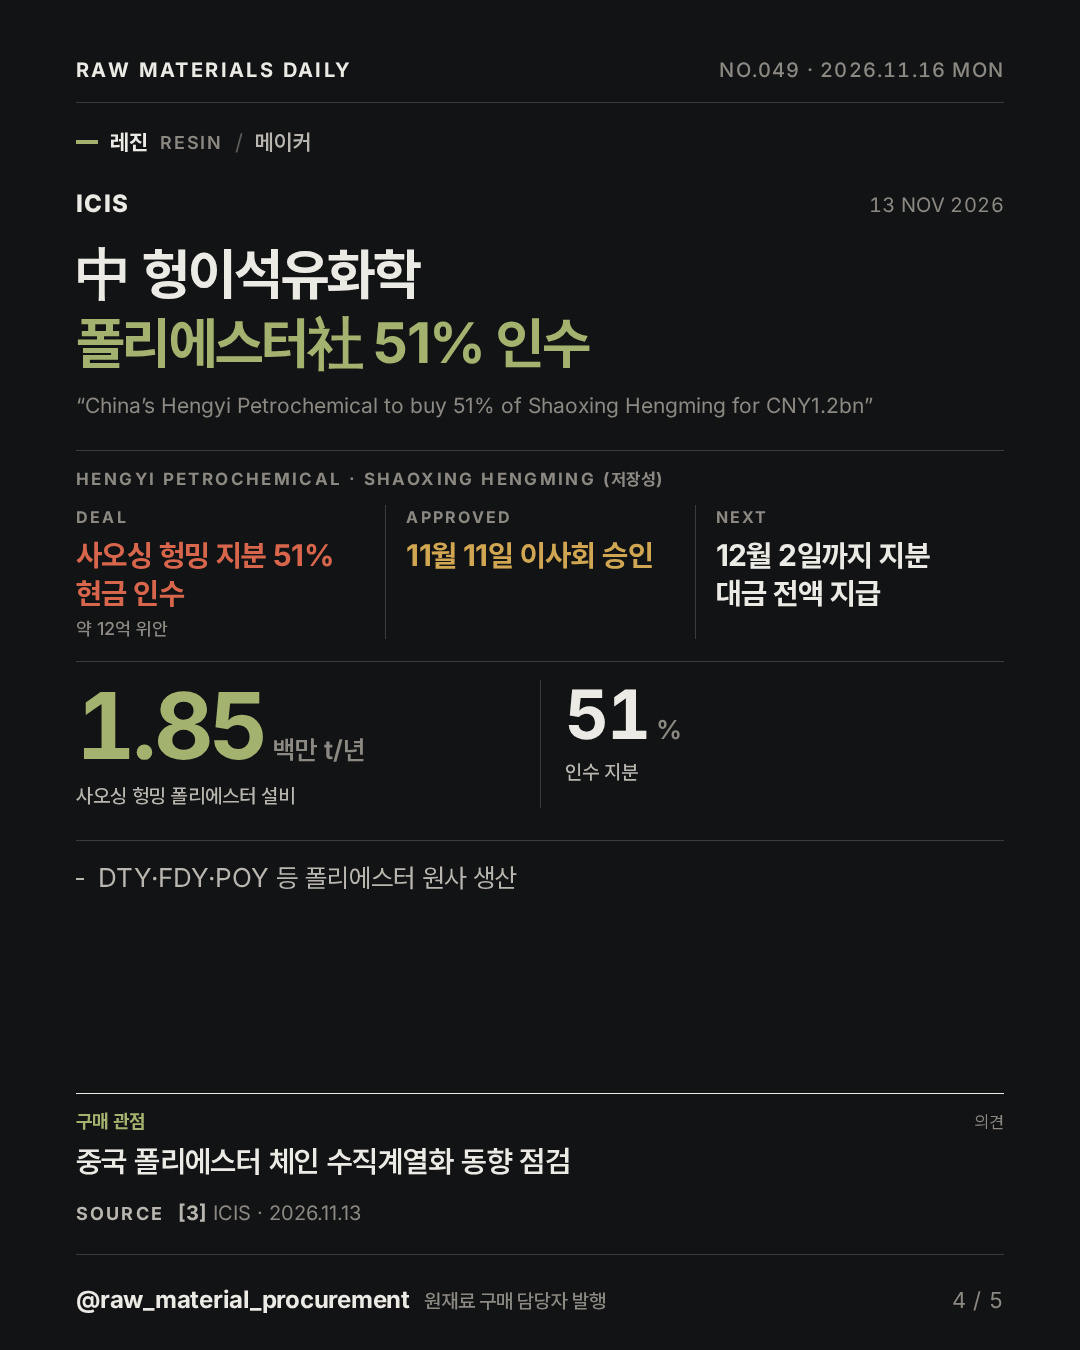 RAW MATERIALS DAILY
NO.049 · 2026.11.16 MON
레진 RESIN / 메이커
ICIS
13 NOV 2026
中 헝이석유화학
폴리에스터社 51% 인수
“China’s Hengyi Petrochemical to buy 51% of Shaoxing Hengming for CNY1.2bn”
HENGYI PETROCHEMICAL · SHAOXING HENGMING (저장성)
DEAL
사오싱 헝밍 지분 51%
현금 인수
약 12억 위안
APPROVED
11월 11일 이사회 승인
NEXT
12월 2일까지 지분
대금 전액 지급
1.85 백만 t/년
사오싱 헝밍 폴리에스터 설비
51 %
인수 지분
- DTY·FDY·POY 등 폴리에스터 원사 생산
구매 관점
의견
중국 폴리에스터 체인 수직계열화 동향 점검
SOURCE [3] ICIS · 2026.11.13
@raw_material_procurement 원재료 구매 담당자 발행
4 / 5